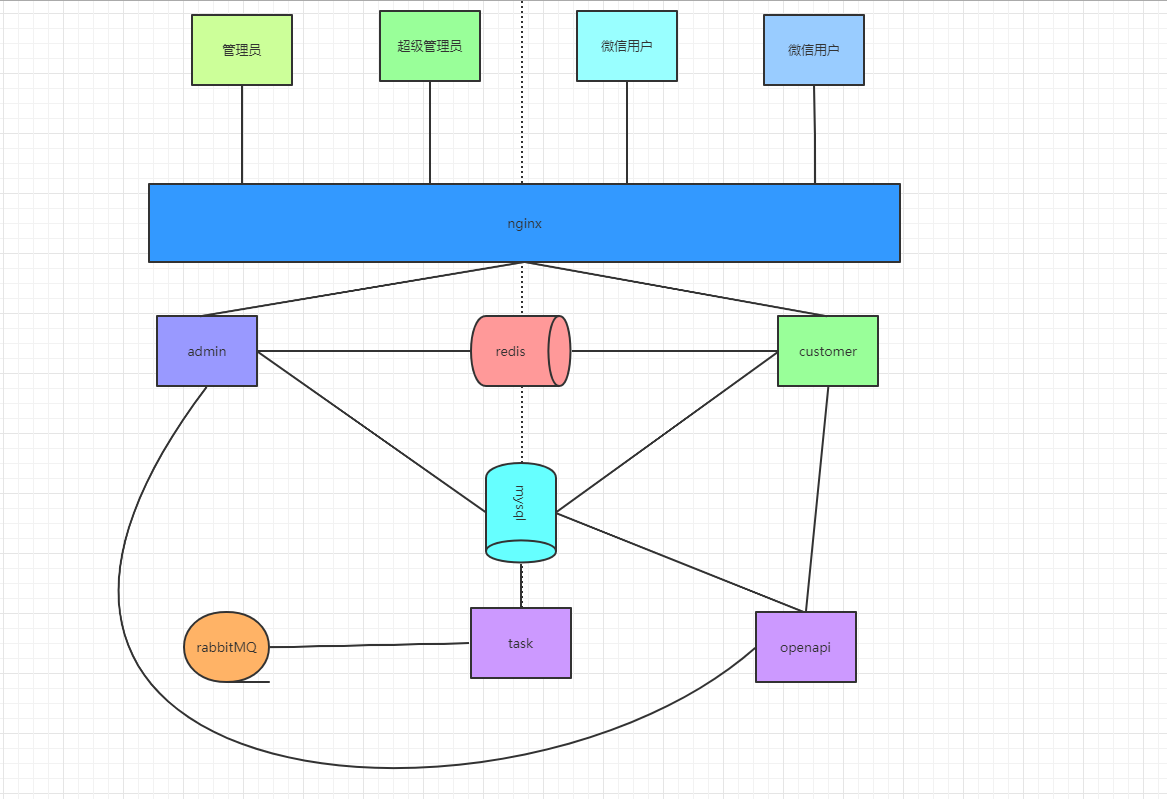 管理员
超级管理员
微信用户
微信用户
nginx
admin
redis
customer
mysql
rabbitMQ
task
openapi